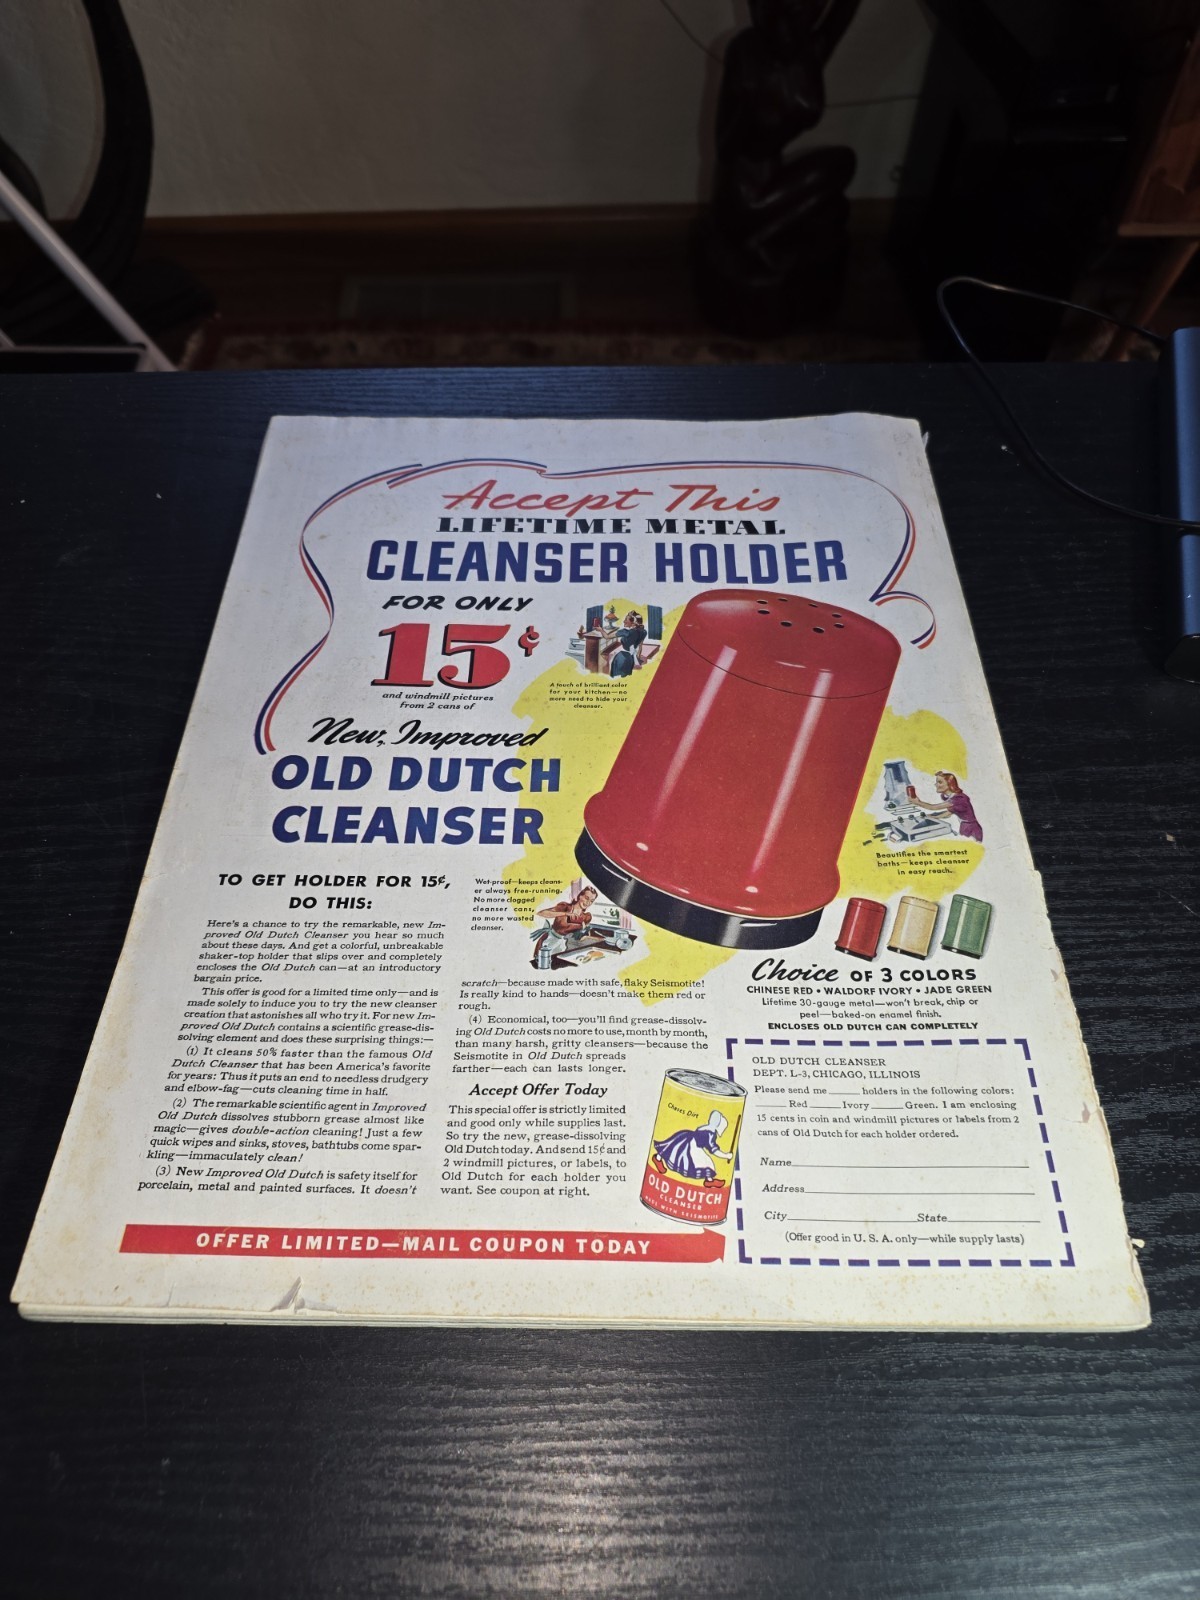 Accept This
LIFETIME METAL
CLEANSER HOLDER
FOR ONLY
15¢
and windmill pictures
from 2 cans of
New, Improved
OLD DUTCH
CLEANSER
A touch of brilliant color
for your kitchen—no
more need to hide your
cleanser.
Beautifies the smartest
baths—keeps cleanser
in easy reach.
Wet-proof—keeps cleans-
er always free-running.
No more clogged
cleanser cans,
no more wasted
cleanser.
TO GET HOLDER FOR 15¢,
DO THIS:
Here's a chance to try the remarkable, new Im-
proved Old Dutch Cleanser you hear so much
about these days. And get a colorful, unbreakable
shaker-top holder that slips over and completely
encloses the Old Dutch can—at an introductory
bargain price.
This offer is good for a limited time only—and is
made solely to induce you to try the new cleanser
creation that astonishes all who try it. For new Im-
proved Old Dutch contains a scientific grease-dis-
solving element and does these surprising things:—
(1) It cleans 50% faster than the famous Old
Dutch Cleanser that has been America's favorite
for years: Thus it puts an end to needless drudgery
and elbow-fag—cuts cleaning time in half.
(2) The remarkable scientific agent in Improved
Old Dutch dissolves stubborn grease almost like
magic—gives double-action cleaning! Just a few
quick wipes and sinks, stoves, bathtubs come spar-
kling—immaculately clean!
(3) New Improved Old Dutch is safety itself for
porcelain, metal and painted surfaces. It doesn't
scratch—because made with safe, flaky Seismotite!
Is really kind to hands—doesn't make them red or
rough.
(4) Economical, too—you'll find grease-dissolv-
ing Old Dutch costs no more to use, month by month,
than many harsh, gritty cleansers—because the
Seismotite in Old Dutch spreads
farther—each can lasts longer.
Accept Offer Today
This special offer is strictly limited
and good only while supplies last.
So try the new, grease-dissolving
Old Dutch today. And send 15¢ and
2 windmill pictures, or labels, to
Old Dutch for each holder you
want. See coupon at right.
Chases Dirt
OLD DUTCH
CLEANSER
MADE WITH SEISMOTITE
Choice OF 3 COLORS
CHINESE RED • WALDORF IVORY • JADE GREEN
Lifetime 30-gauge metal—won't break, chip or
peel—baked-on enamel finish.
ENCLOSES OLD DUTCH CAN COMPLETELY
OLD DUTCH CLEANSER
DEPT. L-3, CHICAGO, ILLINOIS
Please send me ____ holders in the following colors:
____ Red ____ Ivory ____ Green. I am enclosing
15 cents in coin and windmill pictures or labels from 2
cans of Old Dutch for each holder ordered.
Name____
Address____
City____ State____
(Offer good in U. S. A. only—while supply lasts)
OFFER LIMITED—MAIL COUPON TODAY